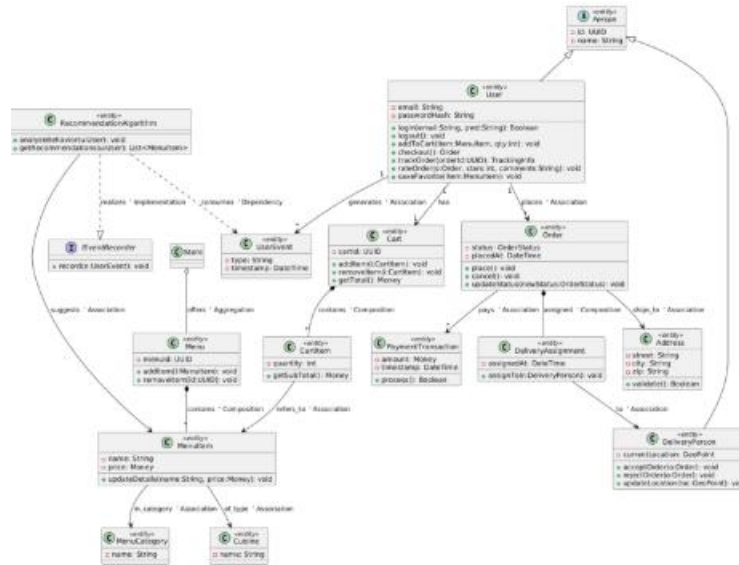 «entity»
Person
id: UUID
name: String
«entity»
User
email: String
passwordHash: String
login(email:String, pwd:String): Boolean
logout(): void
addToCart(item:MenuItem, qty:int): void
checkout(): Order
trackOrder(orderId:UUID): TrackingInfo
rateOrder(o:Order, stars:int, comments:String): void
saveFavorite(item:MenuItem): void
«entity»
RecommendationAlgorithm
analyzeBehavior(u:User): void
getRecommendations(u:User): List<MenuItem>
realizes ' Implementation
consumes ' Dependency
generates ' Association
has
places ' Association
IEventRecorder
record(e:UserEvent): void
Store
«entity»
UserEvent
type: String
timestamp: DateTime
«entity»
Cart
cartId: UUID
addItem(i:CartItem): void
removeItem(i:CartItem): void
getTotal(): Money
«entity»
Order
status: OrderStatus
placedAt: DateTime
place(): void
cancel(): void
updateStatus(newStatus:OrderStatus): void
suggests ' Association
offers ' Aggregation
contains ' Composition
pays ' Association
assigned ' Composition
ships_to ' Association
«entity»
Menu
menuId: UUID
addItem(i:MenuItem): void
removeItem(id:UUID): void
«entity»
CartItem
quantity: int
getSubTotal(): Money
«entity»
PaymentTransaction
amount: Money
timestamp: DateTime
process(): Boolean
«entity»
DeliveryAssignment
assignedAt: DateTime
assignTo(p:DeliveryPerson): void
«entity»
Address
street: String
city: String
zip: String
validate(): Boolean
contains ' Composition
refers_to ' Association
to ' Association
«entity»
MenuItem
name: String
price: Money
updateDetails(name:String, price:Money): void
«entity»
DeliveryPerson
currentLocation: GeoPoint
acceptOrder(o:Order): void
rejectOrder(o:Order): void
updateLocation(loc:GeoPoint): void
in_category ' Association
of_type ' Association
«entity»
MenuCategory
name: String
«entity»
Cuisine
name: String